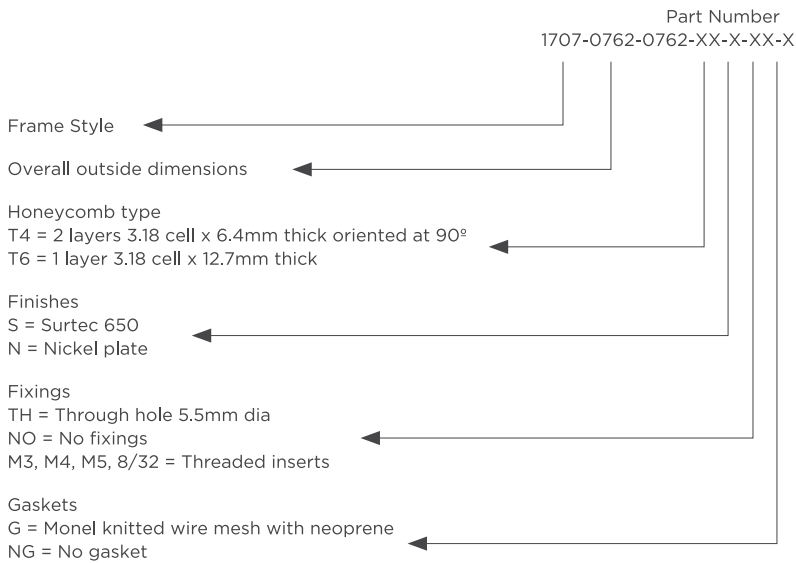 Part Number
1707-0762-0762-XX-X-XX-X
Frame Style
Overall outside dimensions
Honeycomb type
T4 = 2 layers 3.18 cell x 6.4mm thick oriented at 90º
T6 = 1 layer 3.18 cell x 12.7mm thick
Finishes
S = Surtec 650
N = Nickel plate
Fixings
TH = Through hole 5.5mm dia
NO = No fixings
M3, M4, M5, 8/32 = Threaded inserts
Gaskets
G = Monel knitted wire mesh with neoprene
NG = No gasket